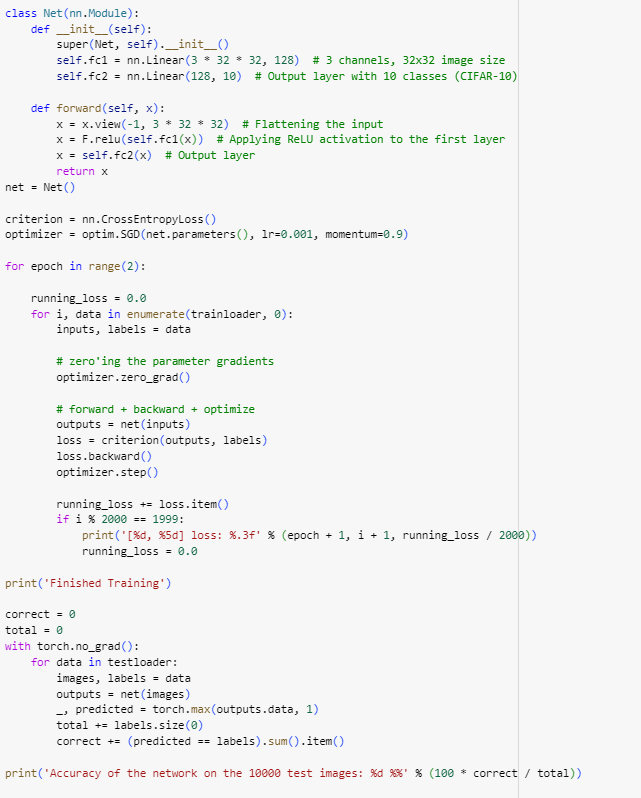 class Net(nn.Module):
    def __init__(self):
        super(Net, self).__init__()
        self.fc1 = nn.Linear(3 * 32 * 32, 128)  # 3 channels, 32x32 image size
        self.fc2 = nn.Linear(128, 10)  # Output layer with 10 classes (CIFAR-10)

    def forward(self, x):
        x = x.view(-1, 3 * 32 * 32)  # Flattening the input
        x = F.relu(self.fc1(x))  # Applying ReLU activation to the first layer
        x = self.fc2(x)  # Output layer
        return x
net = Net()

criterion = nn.CrossEntropyLoss()
optimizer = optim.SGD(net.parameters(), lr=0.001, momentum=0.9)

for epoch in range(2):

    running_loss = 0.0
    for i, data in enumerate(trainloader, 0):
        inputs, labels = data

        # zero'ing the parameter gradients
        optimizer.zero_grad()

        # forward + backward + optimize
        outputs = net(inputs)
        loss = criterion(outputs, labels)
        loss.backward()
        optimizer.step()

        running_loss += loss.item()
        if i % 2000 == 1999:
            print('[%d, %5d] loss: %.3f' % (epoch + 1, i + 1, running_loss / 2000))
            running_loss = 0.0

print('Finished Training')

correct = 0
total = 0
with torch.no_grad():
    for data in testloader:
        images, labels = data
        outputs = net(images)
        _, predicted = torch.max(outputs.data, 1)
        total += labels.size(0)
        correct += (predicted == labels).sum().item()

print('Accuracy of the network on the 10000 test images: %d %%' % (100 * correct / total))